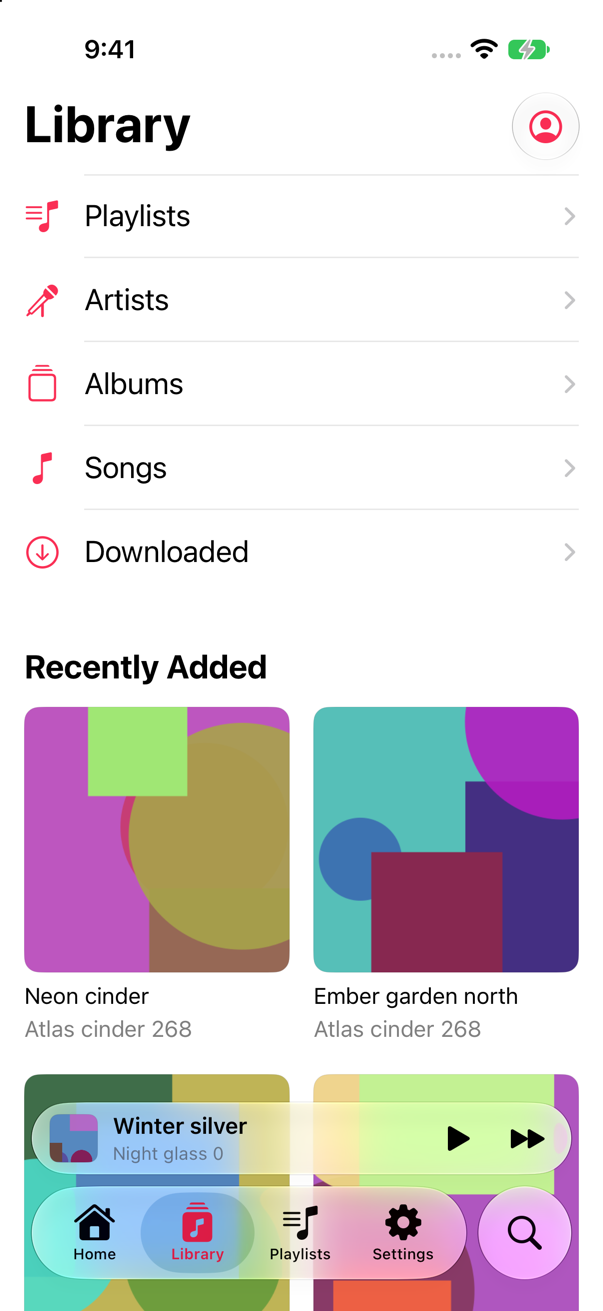 9:41
Library
Playlists
Artists
Albums
Songs
Downloaded
Recently Added
Neon cinder
Atlas cinder 268
Ember garden north
Atlas cinder 268
Winter silver
Night glass 0
Home
Library
Playlists
Settings